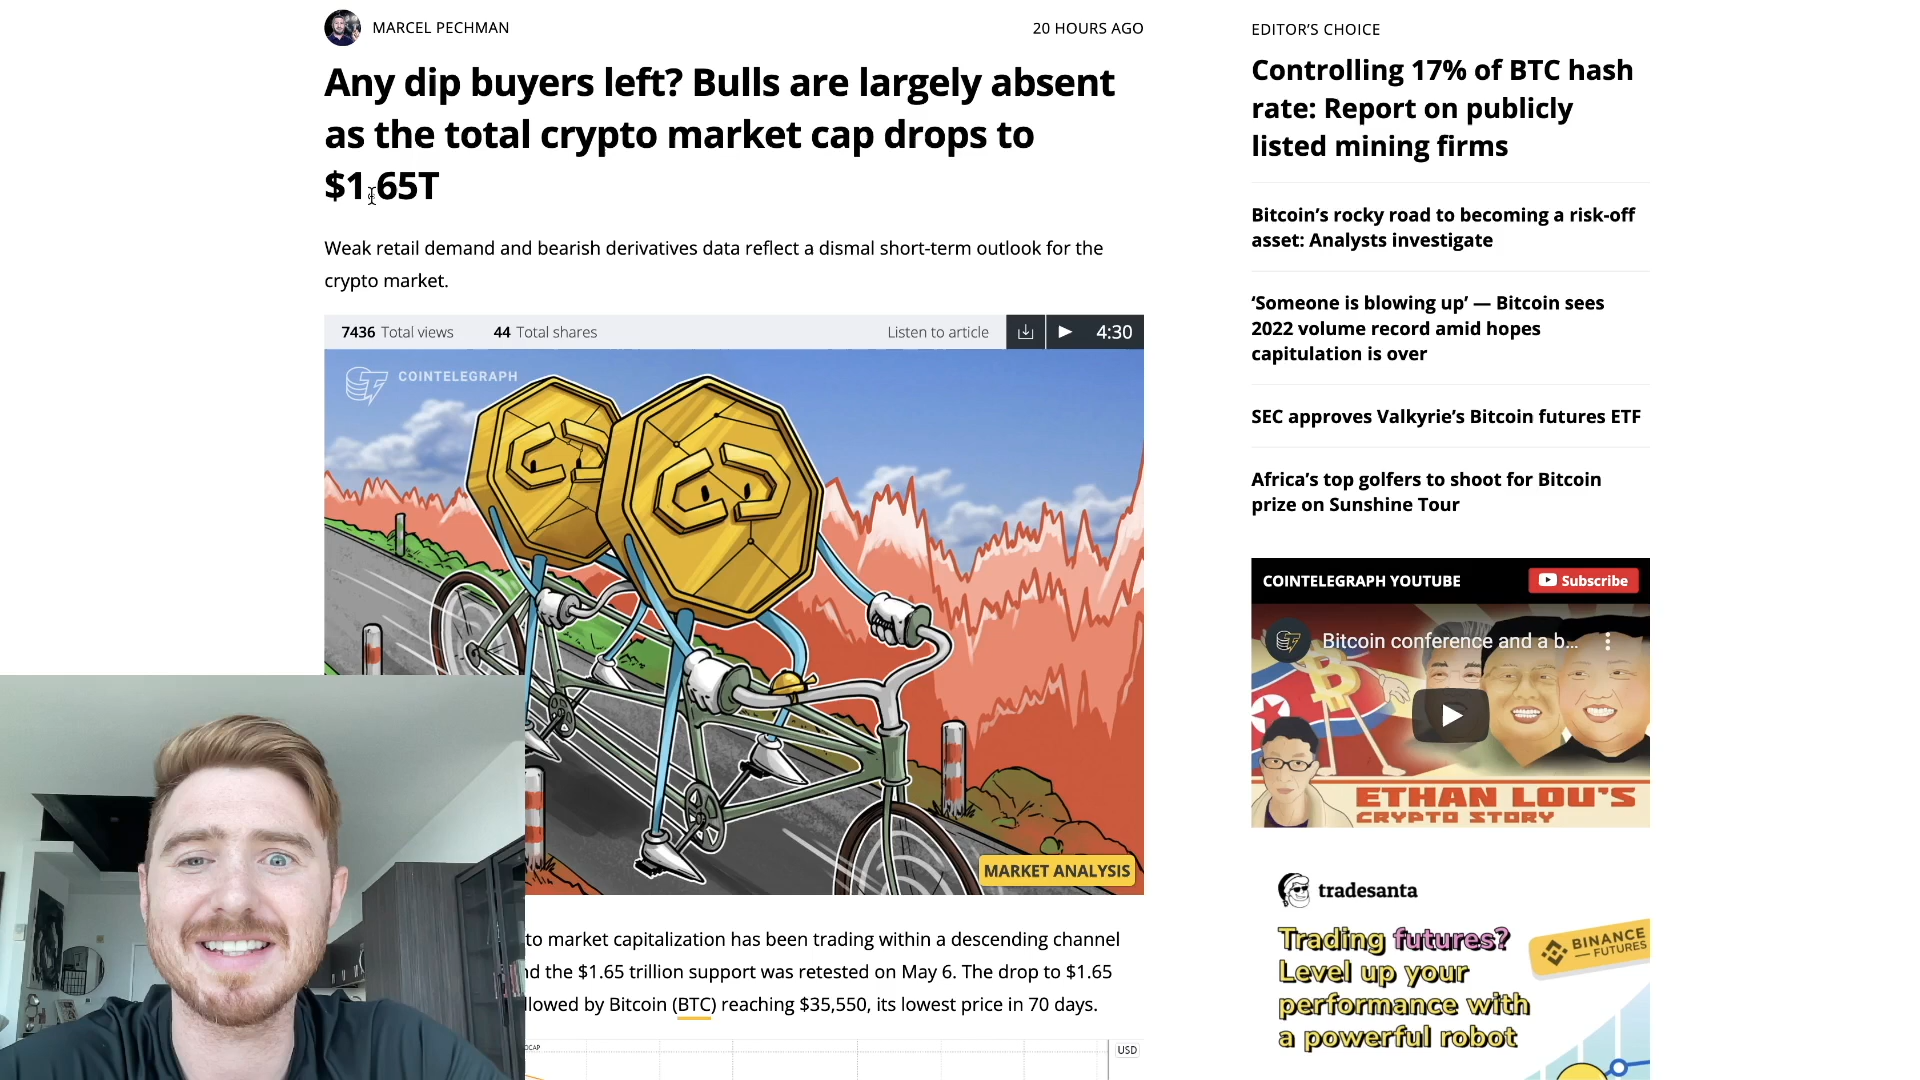 MARCEL PECHMAN
20 HOURS AGO
Any dip buyers left? Bulls are largely absent
as the total crypto market cap drops to
$1.65T
Weak retail demand and bearish derivatives data reflect a dismal short-term outlook for the
crypto market.
7436 Total views
44 Total shares
Listen to article
4:30
COINTELEGRAPH
MARKET ANALYSIS
to market capitalization has been trading within a descending channel
nd the $1.65 trillion support was retested on May 6. The drop to $1.65
llowed by Bitcoin (BTC) reaching $35,550, its lowest price in 70 days.
USD
EDITOR'S CHOICE
Controlling 17% of BTC hash
rate: Report on publicly
listed mining firms
Bitcoin’s rocky road to becoming a risk-off
asset: Analysts investigate
‘Someone is blowing up’ — Bitcoin sees
2022 volume record amid hopes
capitulation is over
SEC approves Valkyrie’s Bitcoin futures ETF
Africa’s top golfers to shoot for Bitcoin
prize on Sunshine Tour
COINTELEGRAPH YOUTUBE
Subscribe
Bitcoin conference and a b...
ETHAN LOU'S
CRYPTO STORY
tradesanta
Trading futures?
Level up your
performance with
a powerful robot
BINANCE
FUTURES